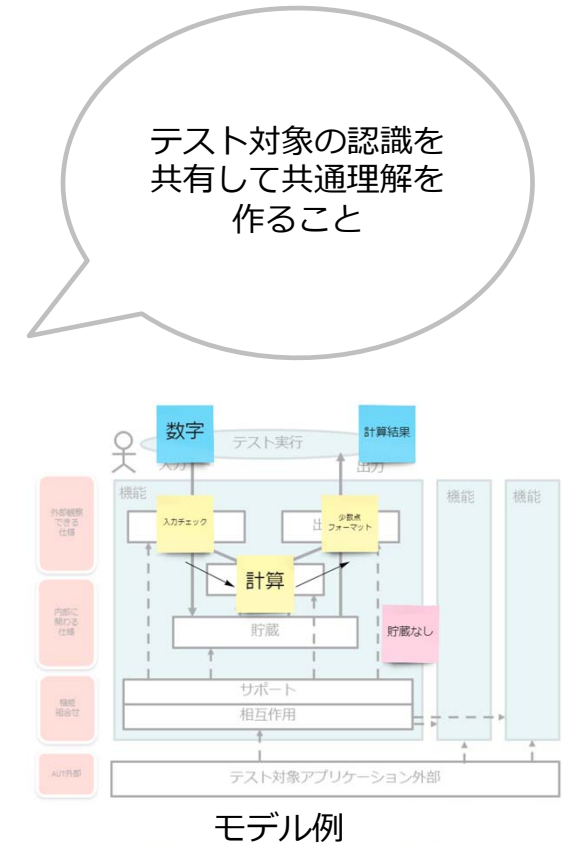 テスト対象の認識を
共有して共通理解を
作ること
数字
計算結果
テスト実行
入力
出力
機能
機能
機能
外部観察
できる
仕様
入力チェック
出
少数点
フォーマット
計算
内部に
関わる
仕様
貯蔵
貯蔵なし
サポート
機能
組合せ
相互作用
AUT外部
テスト対象アプリケーション外部
モデル例